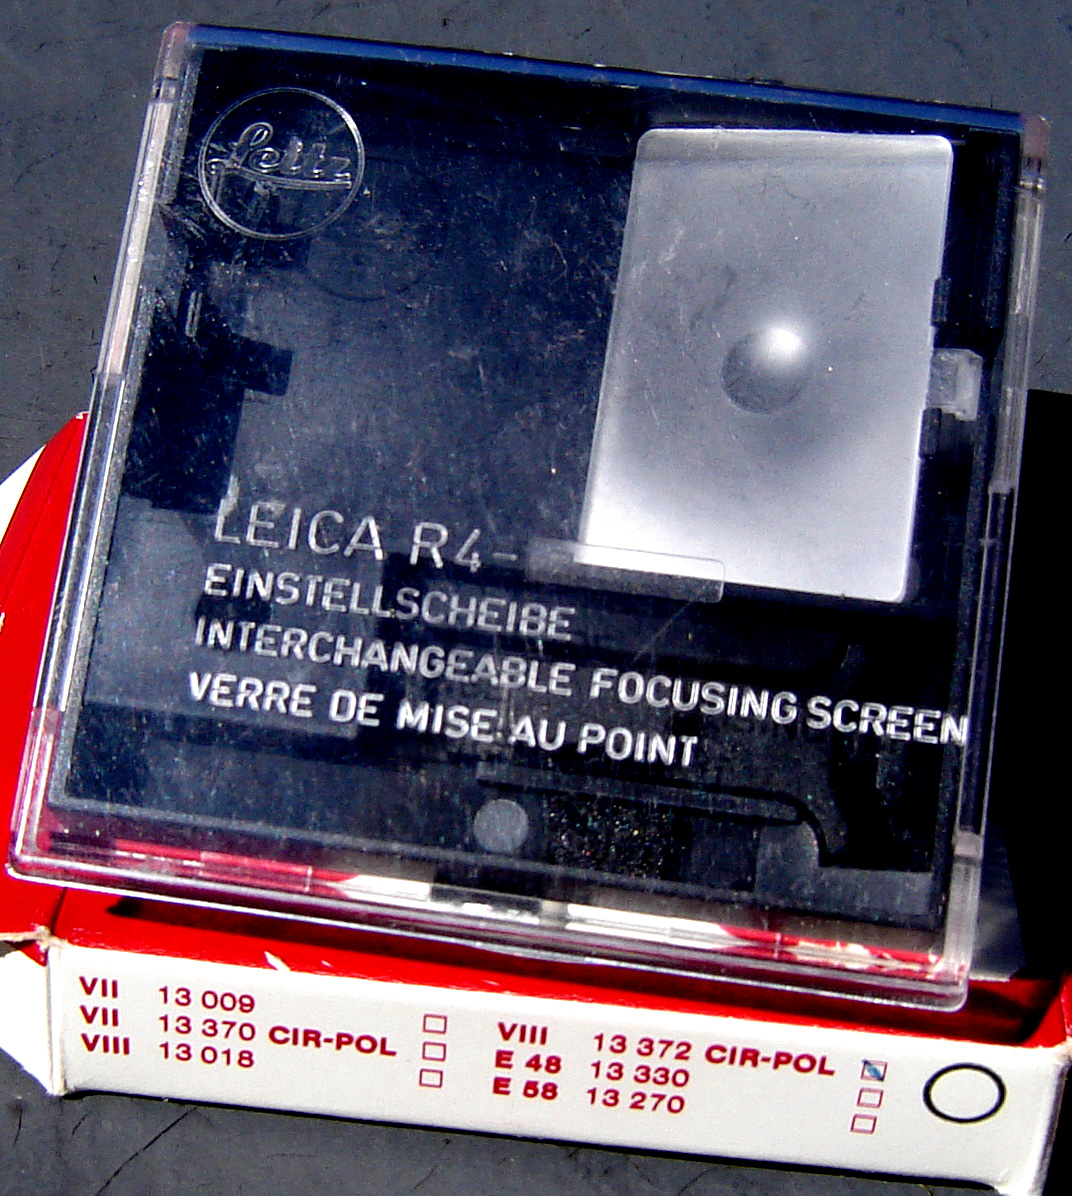 Leitz
LEICA R4-
EINSTELLSCHEIBE
INTERCHANGEABLE FOCUSING SCREEN
VERRE DE MISE AU POINT
VII 13 009
VII 13 370 CIR-POL
VIII 13 018
VIII 13 372 CIR-POL
E 48 13 330
E 58 13 270